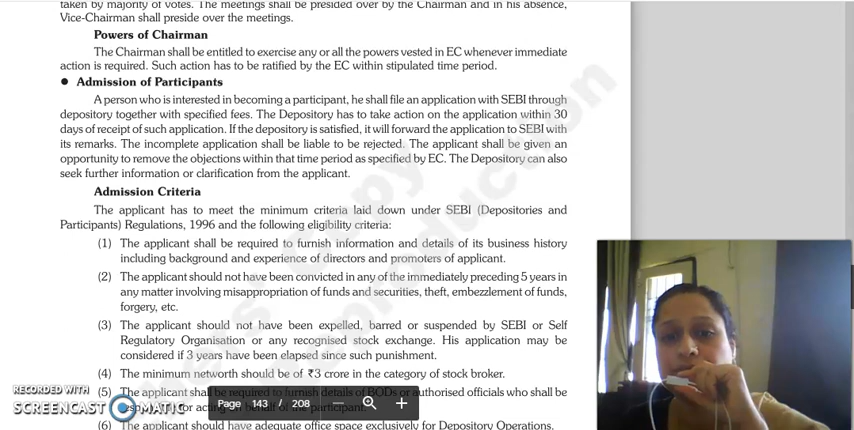 taken by majority of votes. The meetings shall be presided over by the Chairman and in his absence,
Vice-Chairman shall preside over the meetings.
Powers of Chairman
The Chairman shall be entitled to exercise any or all the powers vested in EC whenever immediate
action is required. Such action has to be ratified by the EC within stipulated time period.
● Admission of Participants
A person who is interested in becoming a participant, he shall file an application with SEBI through
depository together with specified fees. The Depository has to take action on the application within 30
days of receipt of such application. If the depository is satisfied, it will forward the application to SEBI with
its remarks. The incomplete application shall be liable to be rejected. The applicant shall be given an
opportunity to remove the objections within that time period as specified by EC. The Depository can also
seek further information or clarification from the applicant.
Admission Criteria
The applicant has to meet the minimum criteria laid down under SEBI (Depositories and
Participants) Regulations, 1996 and the following eligibility criteria:
(1) The applicant shall be required to furnish information and details of its business history
including background and experience of directors and promoters of applicant.
(2) The applicant should not have been convicted in any of the immediately preceding 5 years in
any matter involving misappropriation of funds and securities, theft, embezzlement of funds,
forgery, etc.
(3) The applicant should not have been expelled, barred or suspended by SEBI or Self
Regulatory Organisation or any recognised stock exchange. His application may be
considered if 3 years have been elapsed since such punishment.
(4) The minimum networth should be of ₹3 crore in the category of stock broker.
(5) The applicant shall be required to furnish details of BODs or authorised officials who shall be
for acting on behalf of the participant.
(6) The applicant should have adequate office space exclusively for Depository Operations.
Copy
RECORDED WITH
SCREENCAST MATIC
Page 143 / 208 — +